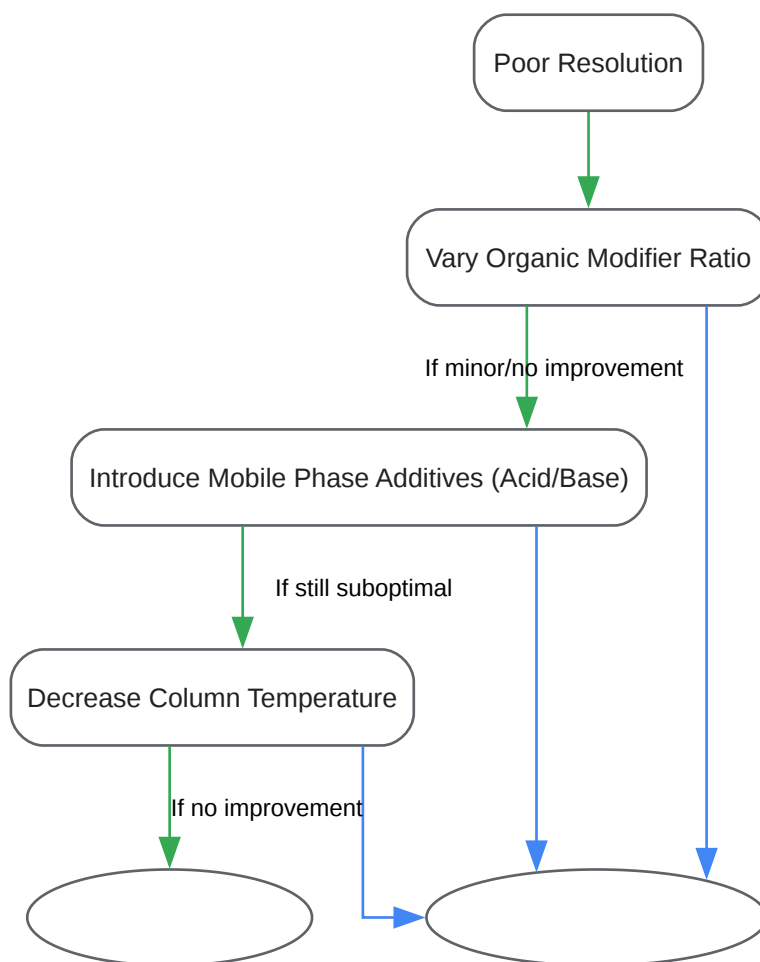 Poor Resolution
Vary Organic Modifier Ratio
If minor/no improvement
Introduce Mobile Phase Additives (Acid/Base)
If still suboptimal
Decrease Column Temperature
If no improvement